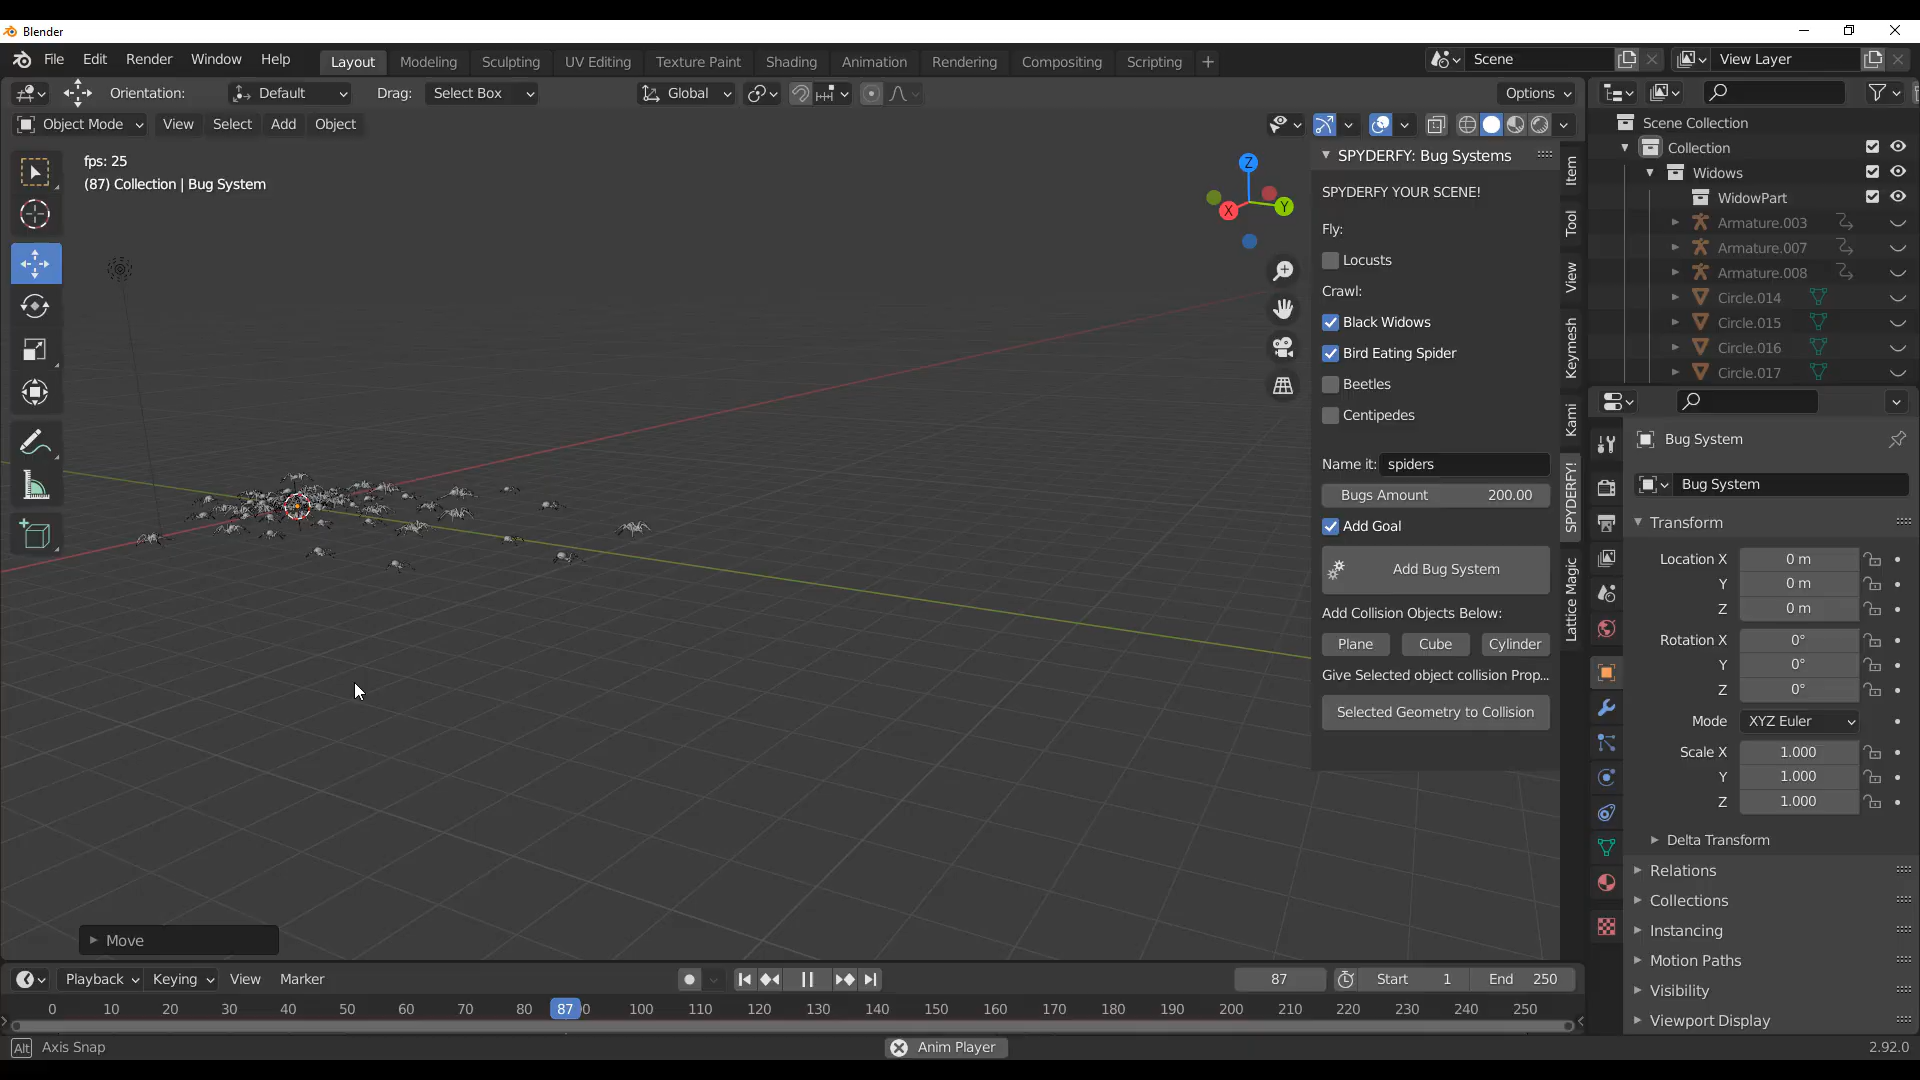 Blender
File Edit Render Window Help
Layout Modeling Sculpting UV Editing Texture Paint Shading Animation Rendering Compositing Scripting +
Scene
View Layer
Orientation: Default Drag: Select Box
Global
Options
Object Mode View Select Add Object
fps: 25
(87) Collection | Bug System
Z
Y
X
SPYDERFY: Bug Systems
SPYDERFY YOUR SCENE!
Fly:
Locusts
Crawl:
Black Widows
Bird Eating Spider
Beetles
Centipedes
Name it: spiders
Bugs Amount 200.00
Add Goal
Add Bug System
Add Collision Objects Below:
Plane Cube Cylinder
Give Selected object collision Prop...
Selected Geometry to Collision
Item
Tool
View
Keymesh
Kami
SPYDERFY!
Lattice Magic
Scene Collection
Collection
Widows
WidowPart
Armature.003
Armature.007
Armature.008
Circle.014
Circle.015
Circle.016
Circle.017
Bug System
Bug System
Transform
Location X 0 m
Y 0 m
Z 0 m
Rotation X 0°
Y 0°
Z 0°
Mode XYZ Euler
Scale X 1.000
Y 1.000
Z 1.000
Delta Transform
Relations
Collections
Instancing
Motion Paths
Visibility
Viewport Display
Move
Playback Keying View Marker
87
Start 1
End 250
0 10 20 30 40 50 60 70 80 87 0 100 110 120 130 140 150 160 170 180 190 200 210 220 230 240 250
Alt Axis Snap
Anim Player
2.92.0